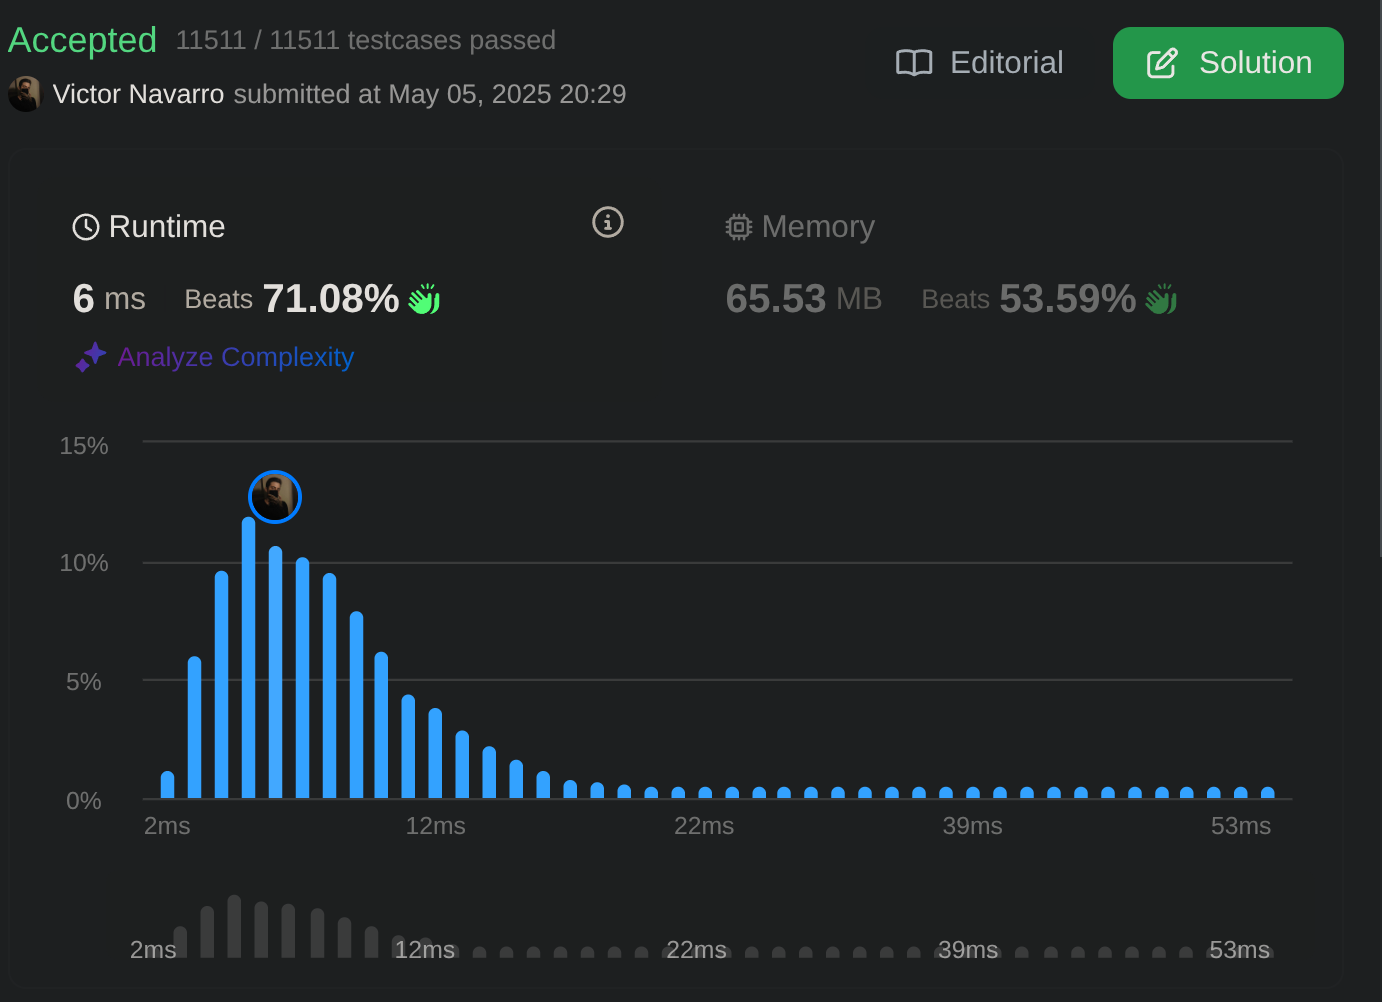 Accepted 11511 / 11511 testcases passed
Editorial
Solution
Victor Navarro submitted at May 05, 2025 20:29
Runtime
6 ms Beats 71.08%
Analyze Complexity
Memory
65.53 MB Beats 53.59%
15%
10%
5%
0%
2ms 12ms 22ms 39ms 53ms
2ms 12ms 22ms 39ms 53ms